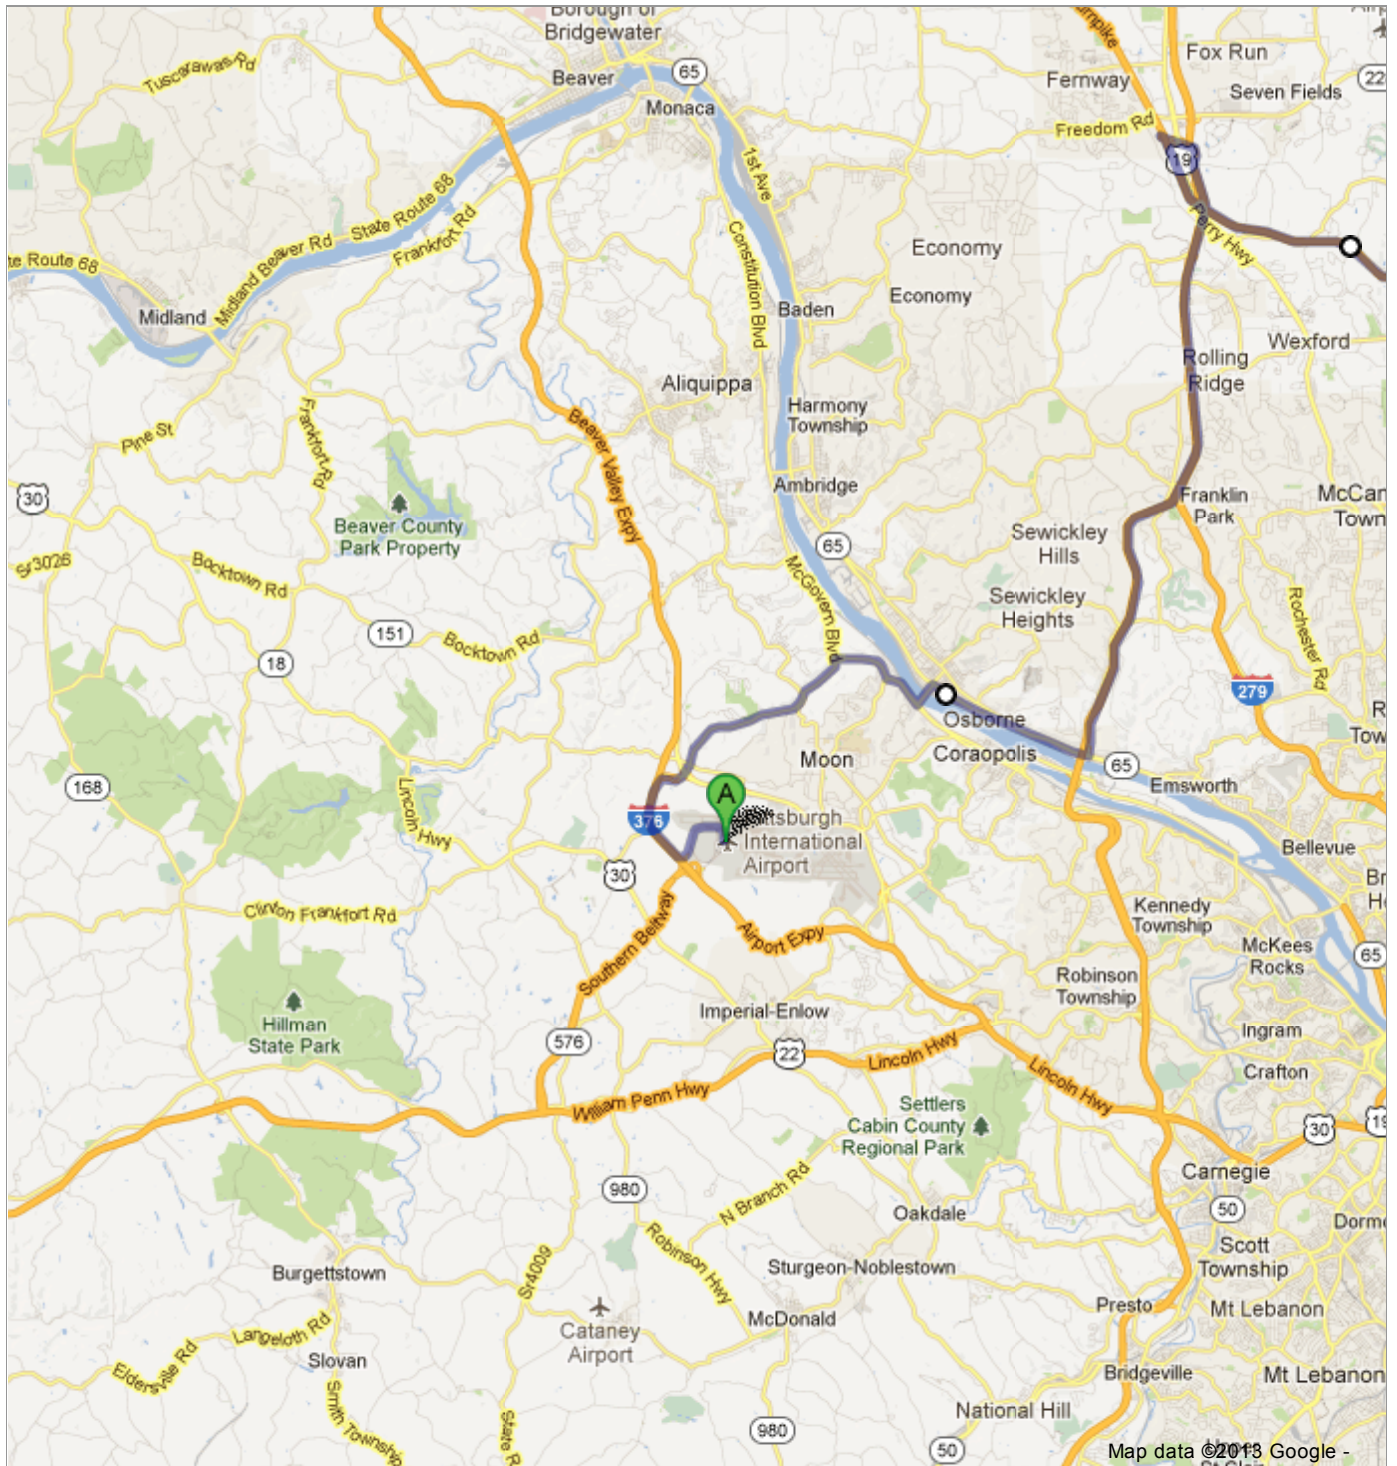 Borough of
Bridgewater
Tuscarawas Rd
Beaver
65
Monaca
Fox Run
Fernway
22
Seven Fields
Freedom Rd
19
1st Ave
State Route 68
Midland Beaver Rd
Frankfort Rd
Perry Hwy
Constitution Blvd
Economy
te Route 68
Economy
Midland
Baden
Wexford
Rolling
Ridge
Aliquippa
Harmony
Township
Beaver Valley Expy
Frankfort Rd
Pine St
Ambridge
30
Franklin
Park
Beaver County
Park Property
Sewickley
Hills
65
Sr3026
Bocktown Rd
McGovern Blvd
Sewickley
Heights
Rochester Rd
151
Bocktown Rd
18
279
Osborne
Moon
Coraopolis
65
168
Emsworth
Lincoln Hwy
A
376
International
Airport
Bellevue
30
Clinton Frankfort Rd
Southern Beltway
Airport Expy
Kennedy
Township
McKees
Rocks
65
Robinson
Township
Imperial-Enlow
Hillman
State Park
576
22
Lincoln Hwy
Ingram
Crafton
Lincoln Hwy
William Penn Hwy
Settlers
Cabin County
Regional Park
30
19
Carnegie
980
N Branch Rd
50
Oakdale
Robinson Hwy
Scott
Township
Sr4009
Burgettstown
Sturgeon-Noblestown
Presto
Mt Lebanon
McDonald
Cataney
Airport
Langeloth Rd
Eldersville Rd
Slovan
Bridgeville
Mt Lebanon
Smith Township
National Hill
State R
980
50
Map data ©2013 Google -